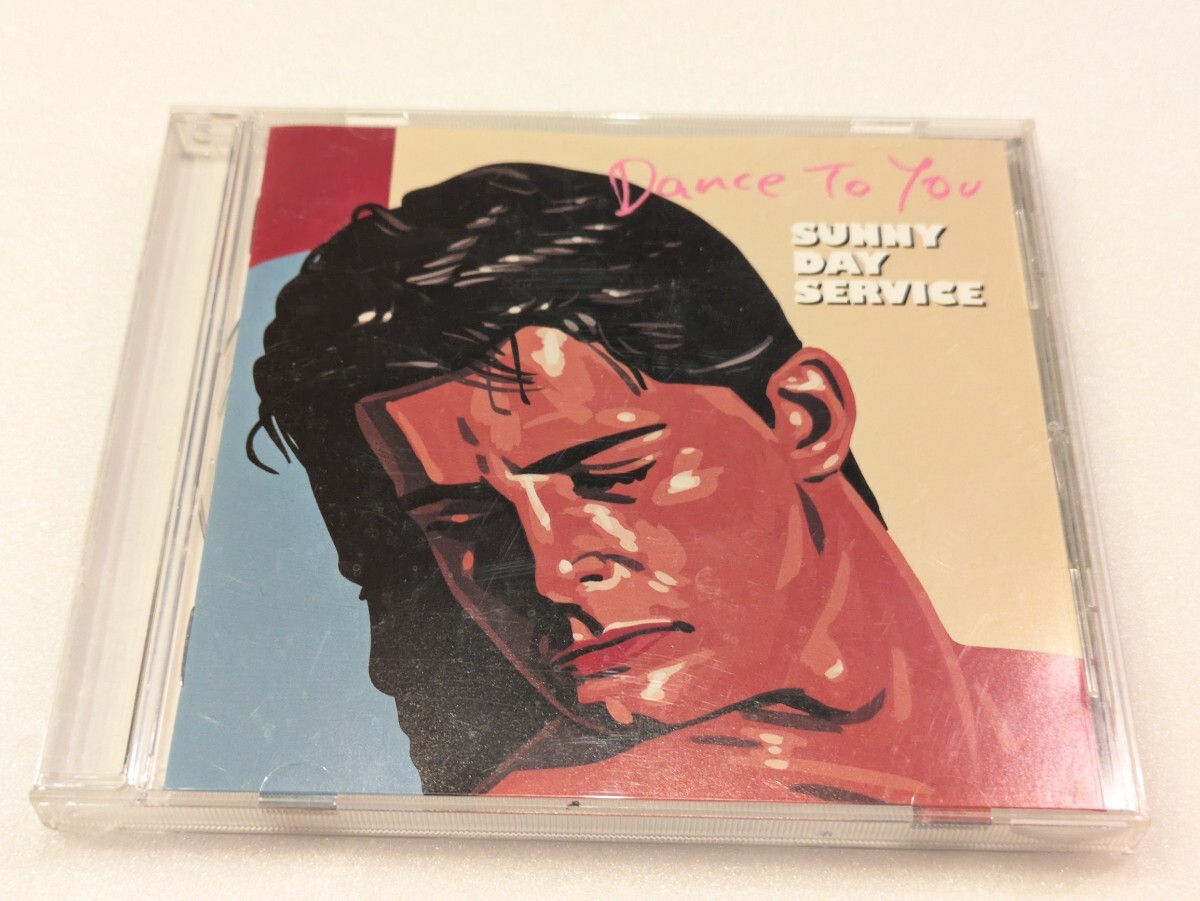 Dance To You
SUNNY
DAY
SERVICE